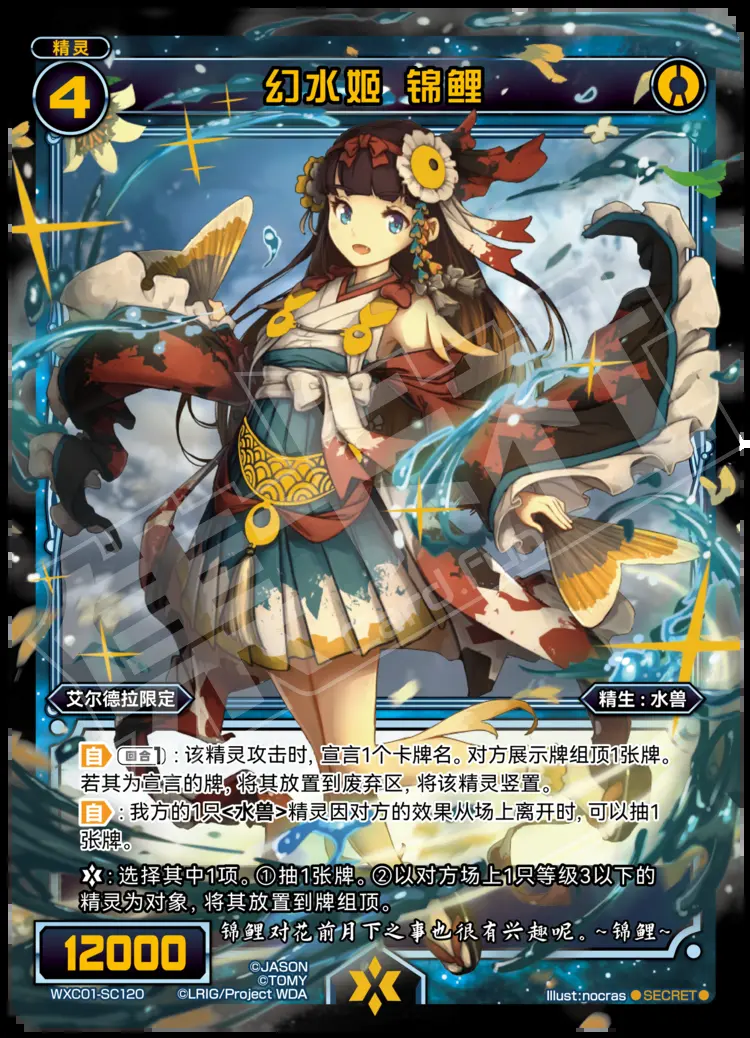 精灵
4
幻水姬 锦鲤
艾尔德拉限定
精生：水兽
自 回合1：该精灵攻击时，宣言1个卡牌名。对方展示牌组顶1张牌。
若其为宣言的牌，将其放置到废弃区，将该精灵竖置。
自：我方的1只<水兽>精灵因对方的效果从场上离开时，可以抽1
张牌。
：选择其中1项。①抽1张牌。②以对方场上1只等级3以下的
精灵为对象，将其放置到牌组顶。
锦鲤对花前月下之事也很有兴趣呢。~锦鲤~
12000
©JASON
©TOMY
WXC01-SC120 ©LRIG/Project WDA
Illust:nocras ●SECRET●